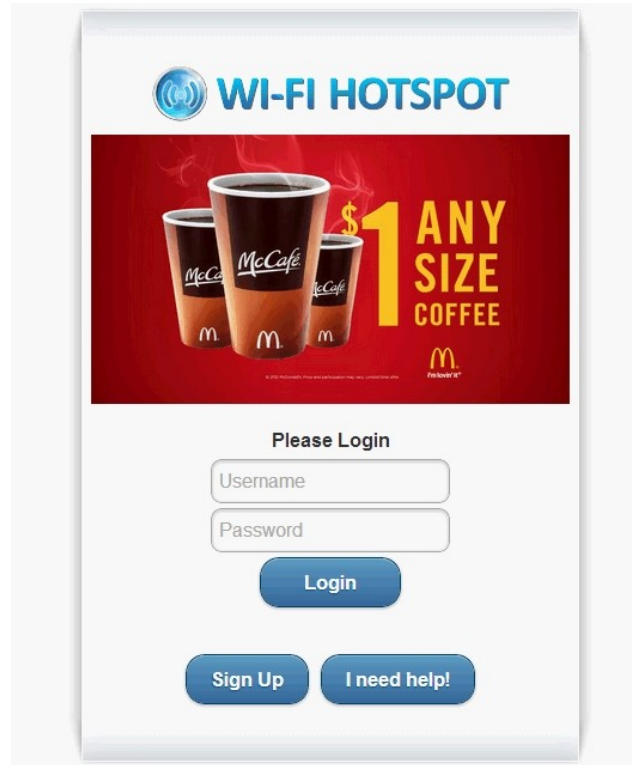 WI-FI HOTSPOT
McCafé
McCafé
$1 ANY
SIZE
COFFEE
i'm lovin' it
Please Login
Username
Password
Login
Sign Up
I need help!